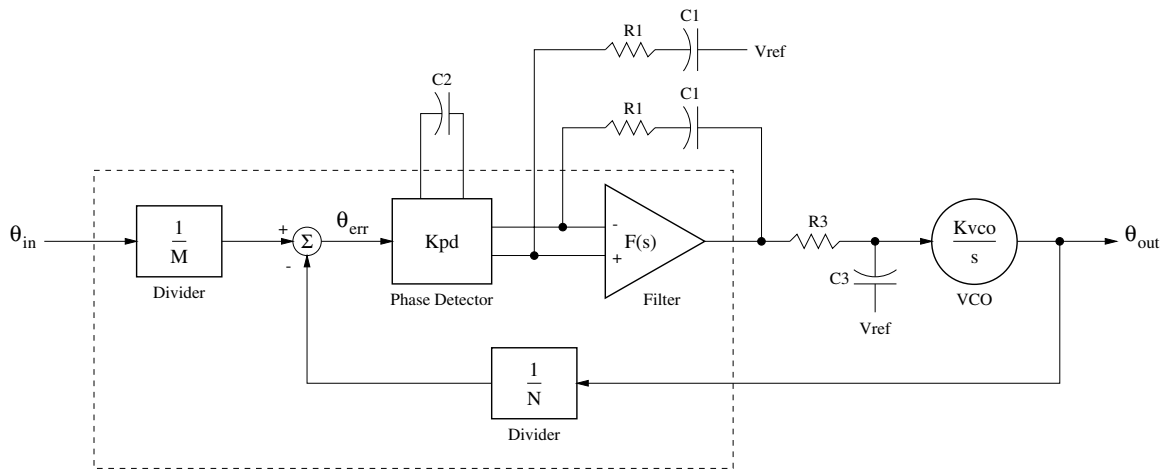 C1
R1
Vref
C2
C1
R1
θin
1
M
Divider
+
Σ
-
θerr
Kpd
Phase Detector
-
F(s)
+
Filter
R3
C3
Vref
Kvco
s
VCO
θout
1
N
Divider